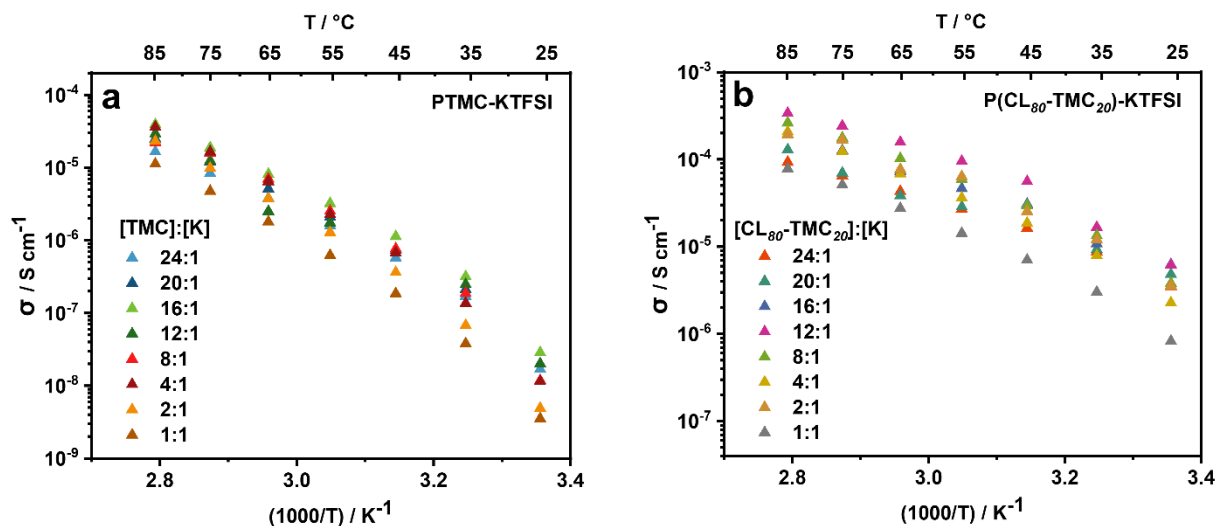 T / °C
85 75 65 55 45 35 25
10⁻⁴
10⁻⁵
10⁻⁶
10⁻⁷
10⁻⁸
10⁻⁹
σ / S cm⁻¹
a
PTMC-KTFSI
[TMC]:[K]
24:1
20:1
16:1
12:1
8:1
4:1
2:1
1:1
2.8 3.0 3.2 3.4
(1000/T) / K⁻¹
T / °C
85 75 65 55 45 35 25
10⁻³
10⁻⁴
10⁻⁵
10⁻⁶
10⁻⁷
σ / S cm⁻¹
b
P(CL₈₀-TMC₂₀)-KTFSI
[CL₈₀-TMC₂₀]:[K]
24:1
20:1
16:1
12:1
8:1
4:1
2:1
1:1
2.8 3.0 3.2 3.4
(1000/T) / K⁻¹